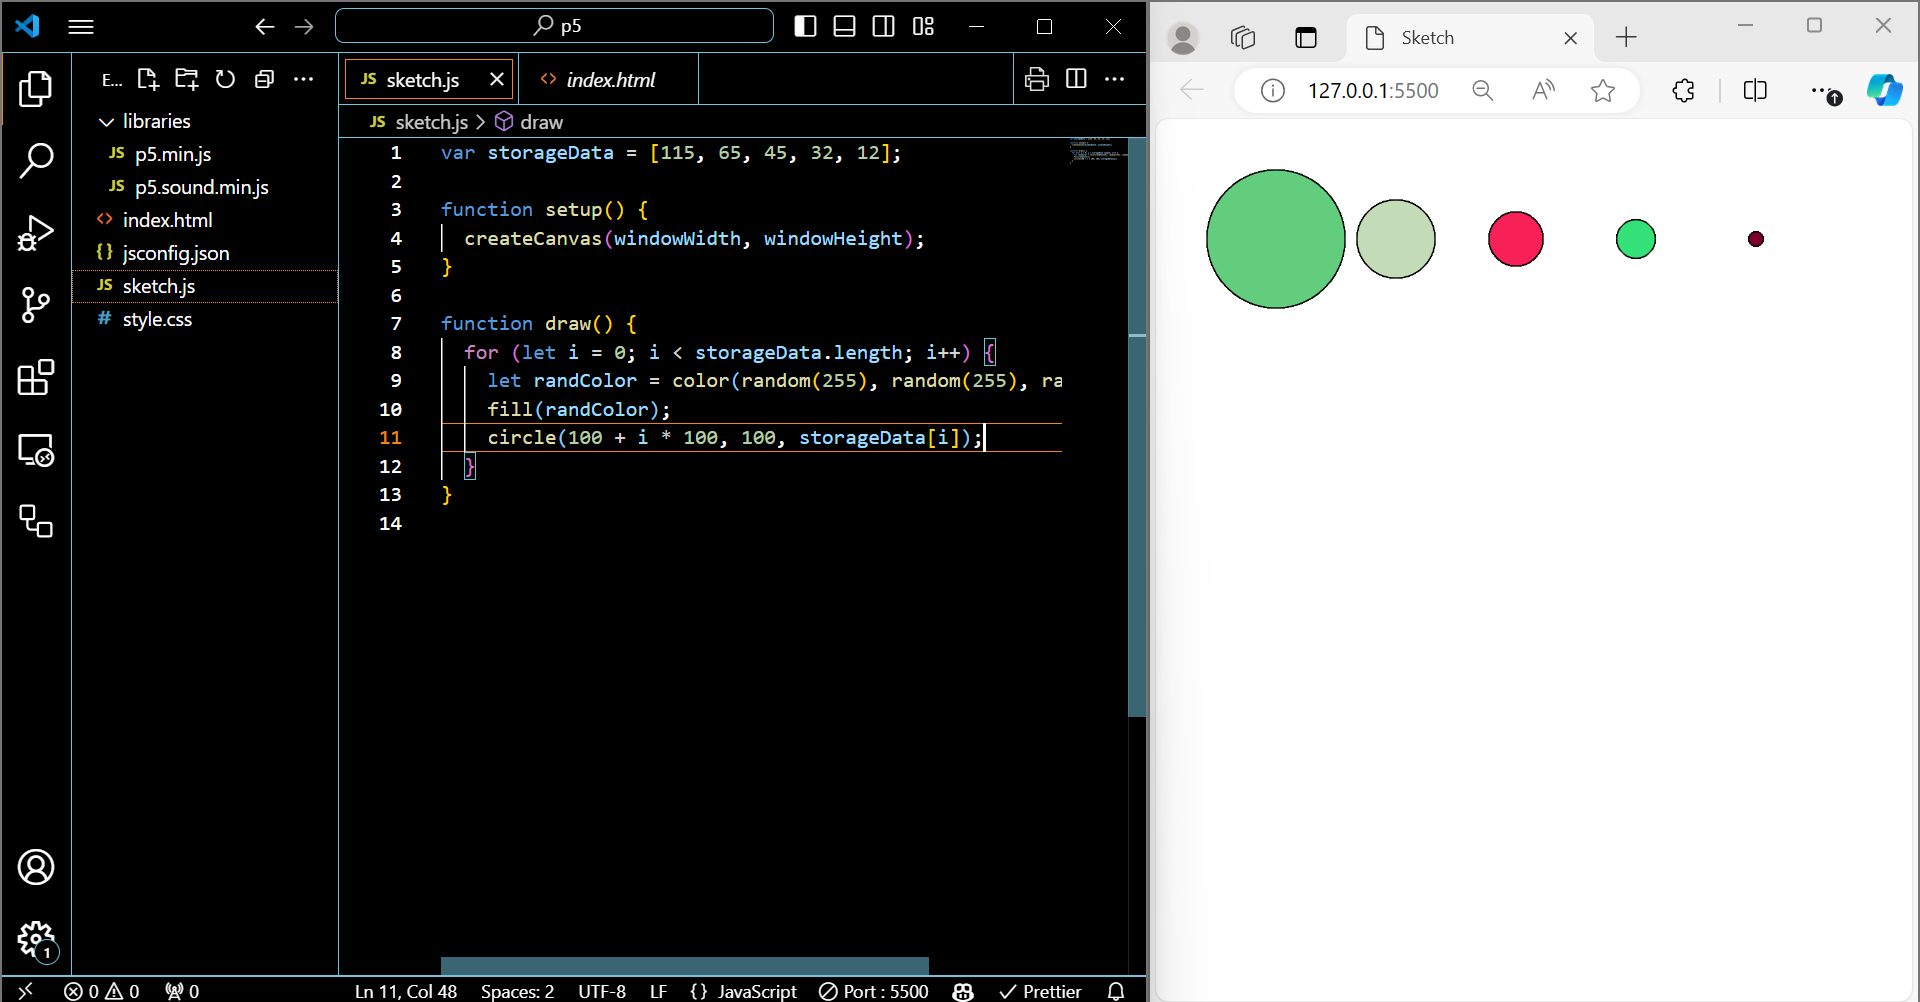 p5
E...
libraries
JS p5.min.js
JS p5.sound.min.js
<> index.html
{} jsconfig.json
JS sketch.js
# style.css
1
JS sketch.js
<> index.html
JS sketch.js > draw
1 var storageData = [115, 65, 45, 32, 12];
2
3 function setup() {
4 createCanvas(windowWidth, windowHeight);
5 }
6
7 function draw() {
8 for (let i = 0; i < storageData.length; i++) {
9 let randColor = color(random(255), random(255), ra
10 fill(randColor);
11 circle(100 + i * 100, 100, storageData[i]);
12 }
13 }
14
0 0 0 Ln 11, Col 48 Spaces: 2 UTF-8 LF {} JavaScript Port : 5500 Prettier
Sketch
127.0.0.1:5500